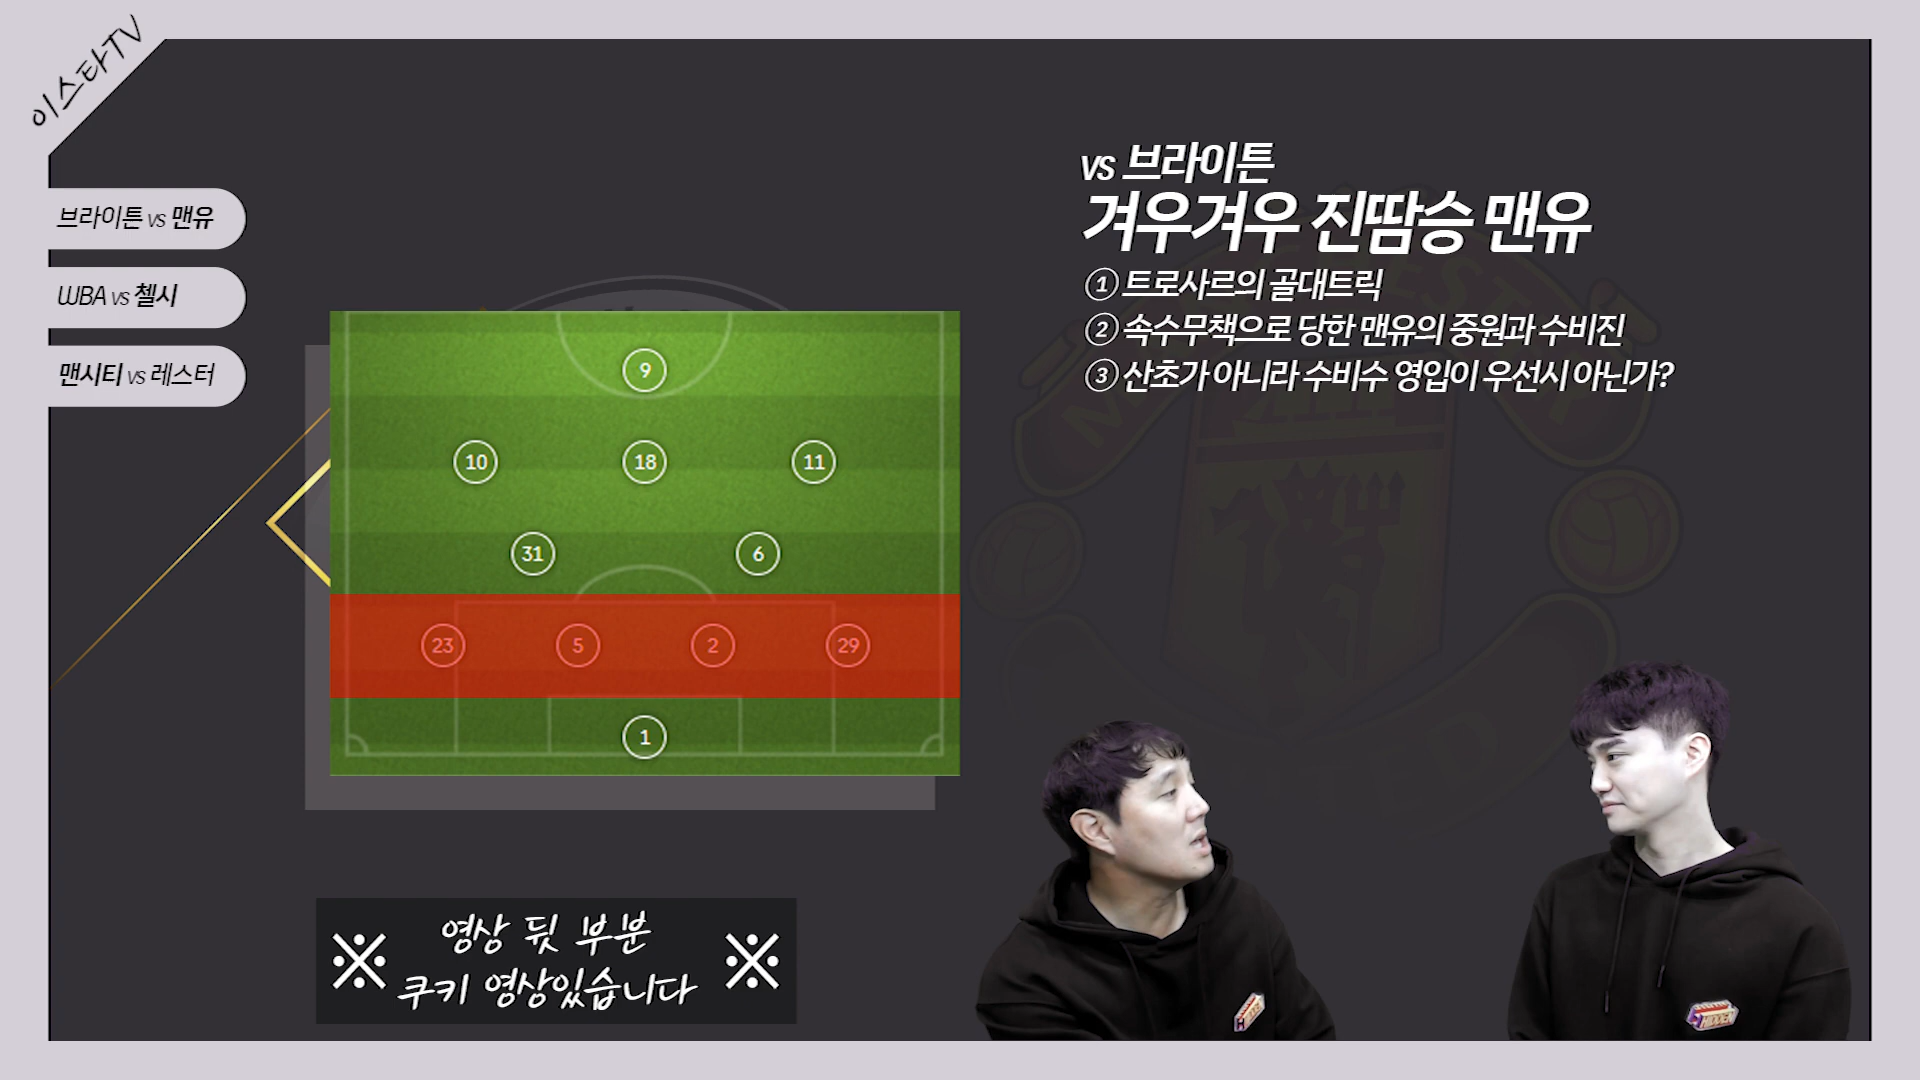 이스타TV
브라이튼 vs 맨유
WBA vs 첼시
맨시티 vs 레스터
vs 브라이튼
겨우겨우 진땀승 맨유
① 트로사르의 골대트릭
② 속수무책으로 당한 맨유의 중원과 수비진
③ 산초가 아니라 수비수 영입이 우선시 아닌가?
9
10 18 11
31 6
23 5 2 29
1
※ 영상 뒷 부분 ※
쿠키 영상있습니다
HIDDEN